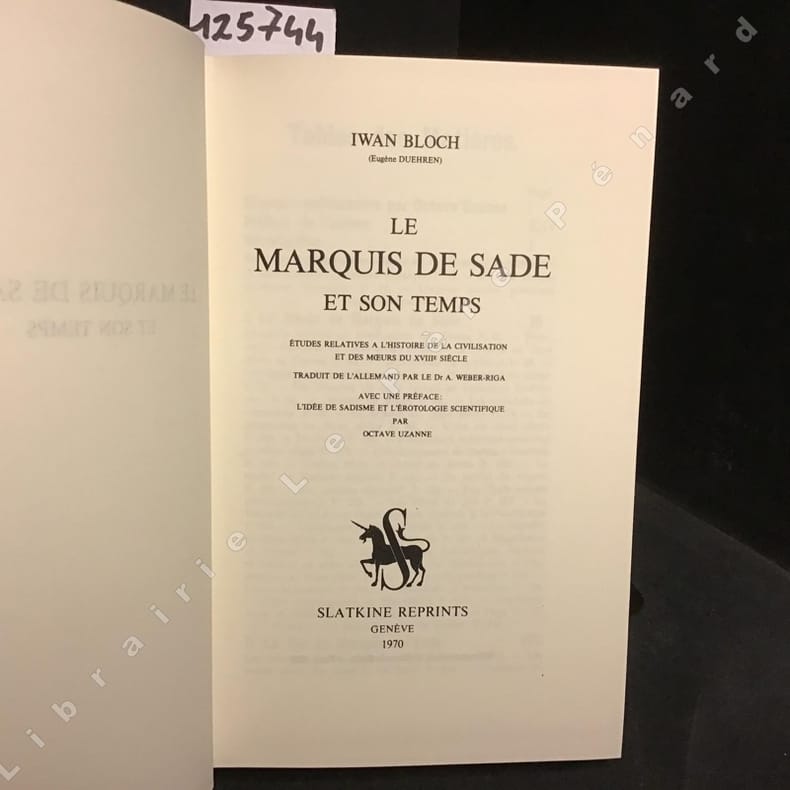 125744
IWAN BLOCH
(Eugène DUEHREN)
LE
MARQUIS DE SADE
ET SON TEMPS
ÉTUDES RELATIVES A L'HISTOIRE DE LA CIVILISATION
ET DES MŒURS DU XVIIIe SIÈCLE
TRADUIT DE L'ALLEMAND PAR LE Dr A. WEBER-RIGA
AVEC UNE PRÉFACE:
L'IDÉE DE SADISME ET L'ÉROTOLOGIE SCIENTIFIQUE
PAR
OCTAVE UZANNE
S
SLATKINE REPRINTS
GENÈVE
1970
Librairie Le Père Pénard